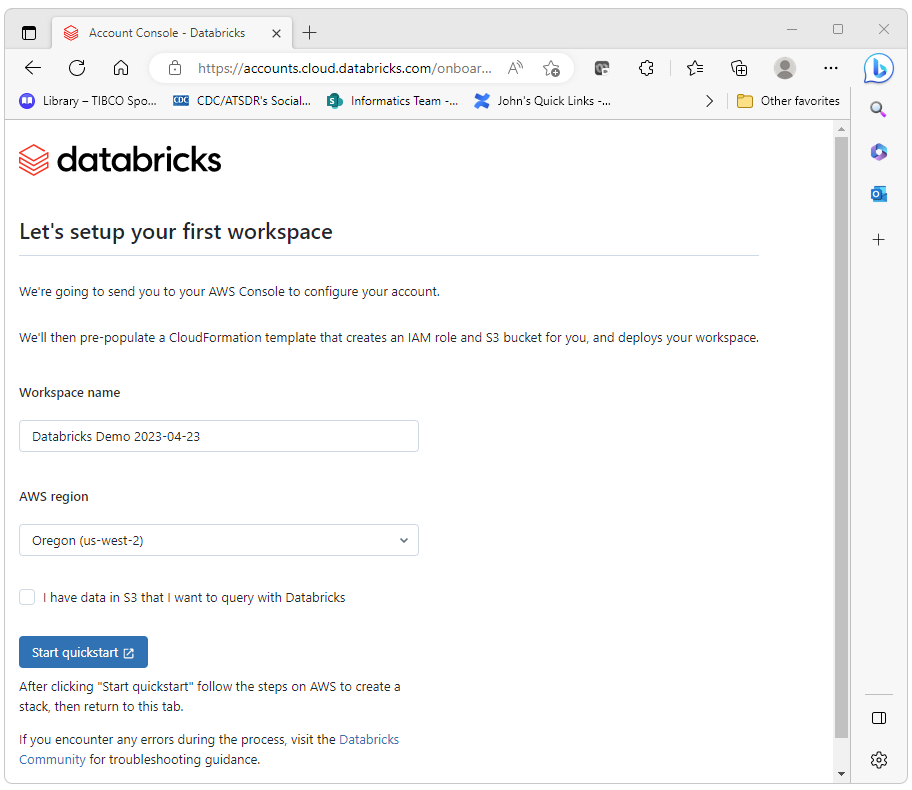 Account Console - Databricks
https://accounts.cloud.databricks.com/onboar...
Library – TIBCO Spo...
CDC CDC/ATSDR's Social...
Informatics Team -...
John's Quick Links -...
Other favorites
databricks
Let's setup your first workspace
We're going to send you to your AWS Console to configure your account.
We'll then pre-populate a CloudFormation template that creates an IAM role and S3 bucket for you, and deploys your workspace.
Workspace name
Databricks Demo 2023-04-23
AWS region
Oregon (us-west-2)
I have data in S3 that I want to query with Databricks
Start quickstart
After clicking "Start quickstart" follow the steps on AWS to create a
stack, then return to this tab.
If you encounter any errors during the process, visit the Databricks
Community for troubleshooting guidance.